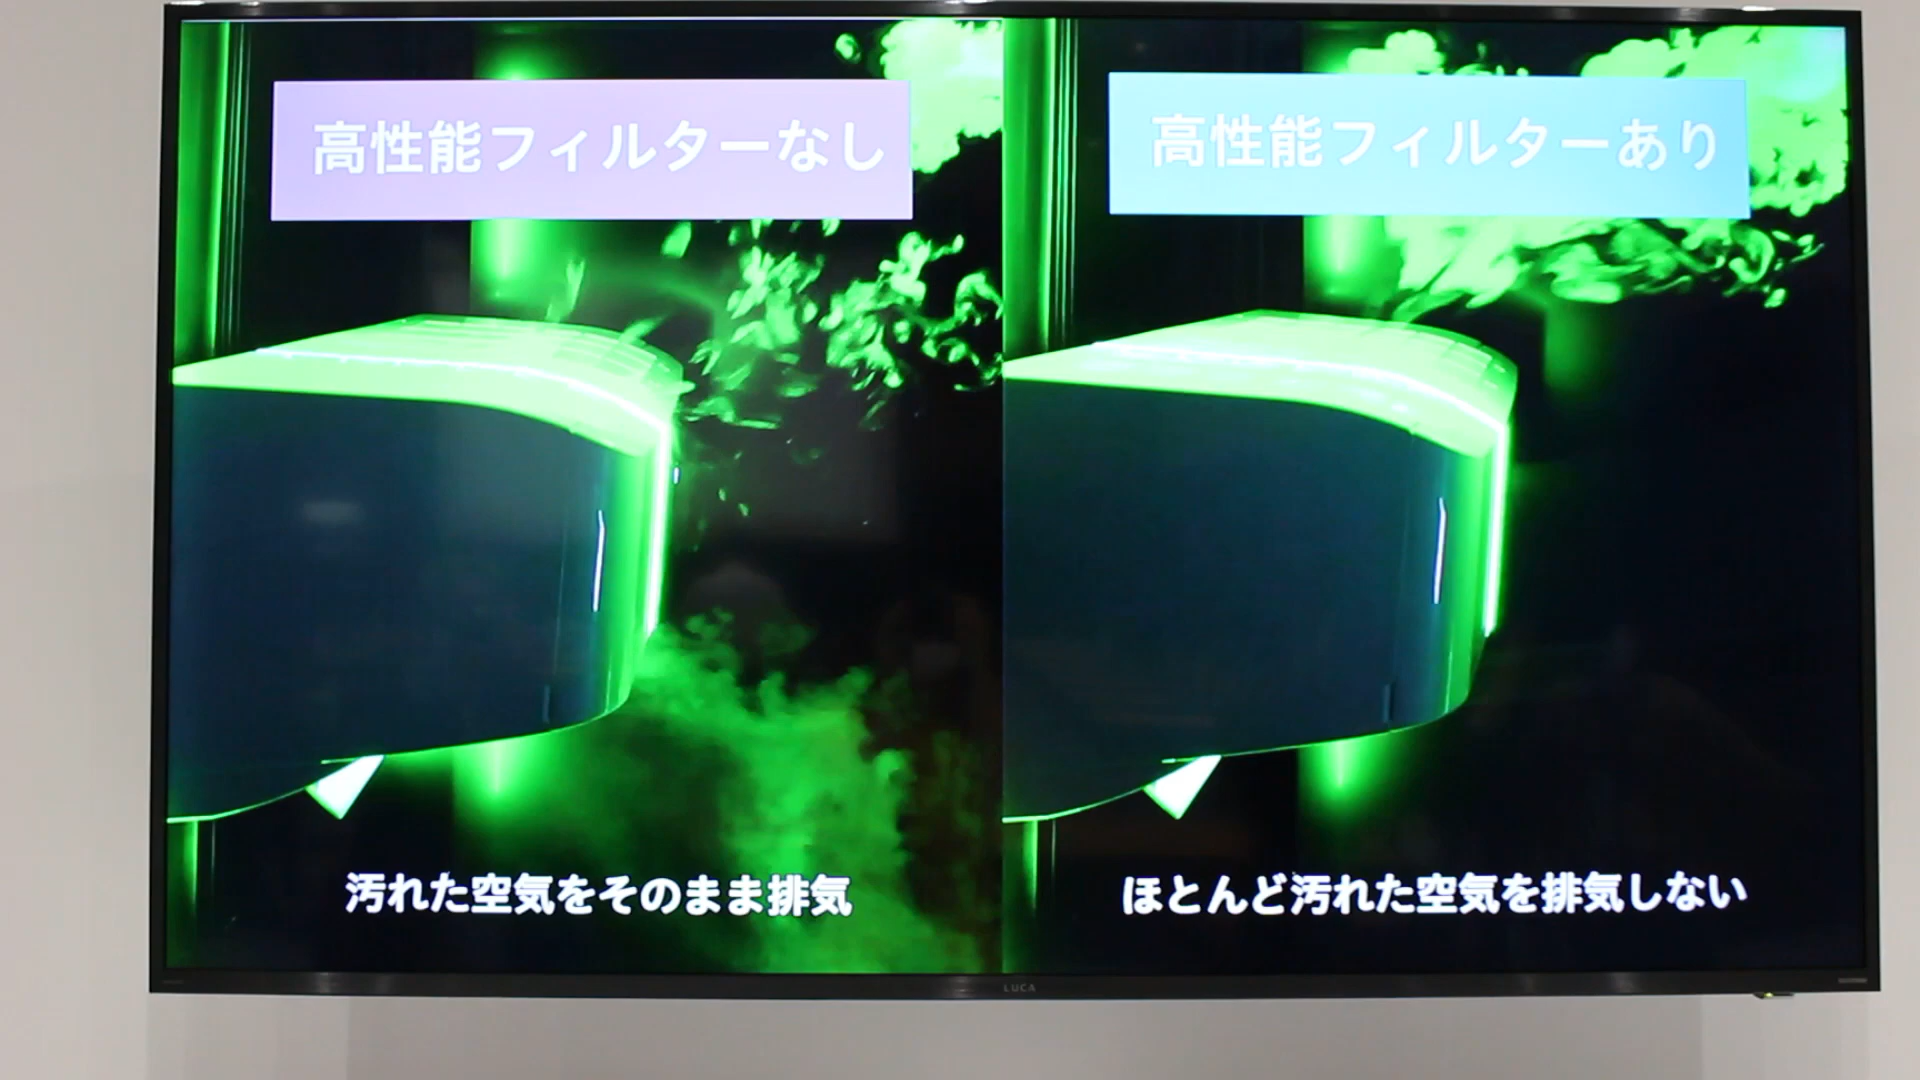 高性能フィルターなし
高性能フィルターあり
汚れた空気をそのまま排気
ほとんど汚れた空気を排気しない
LUCA